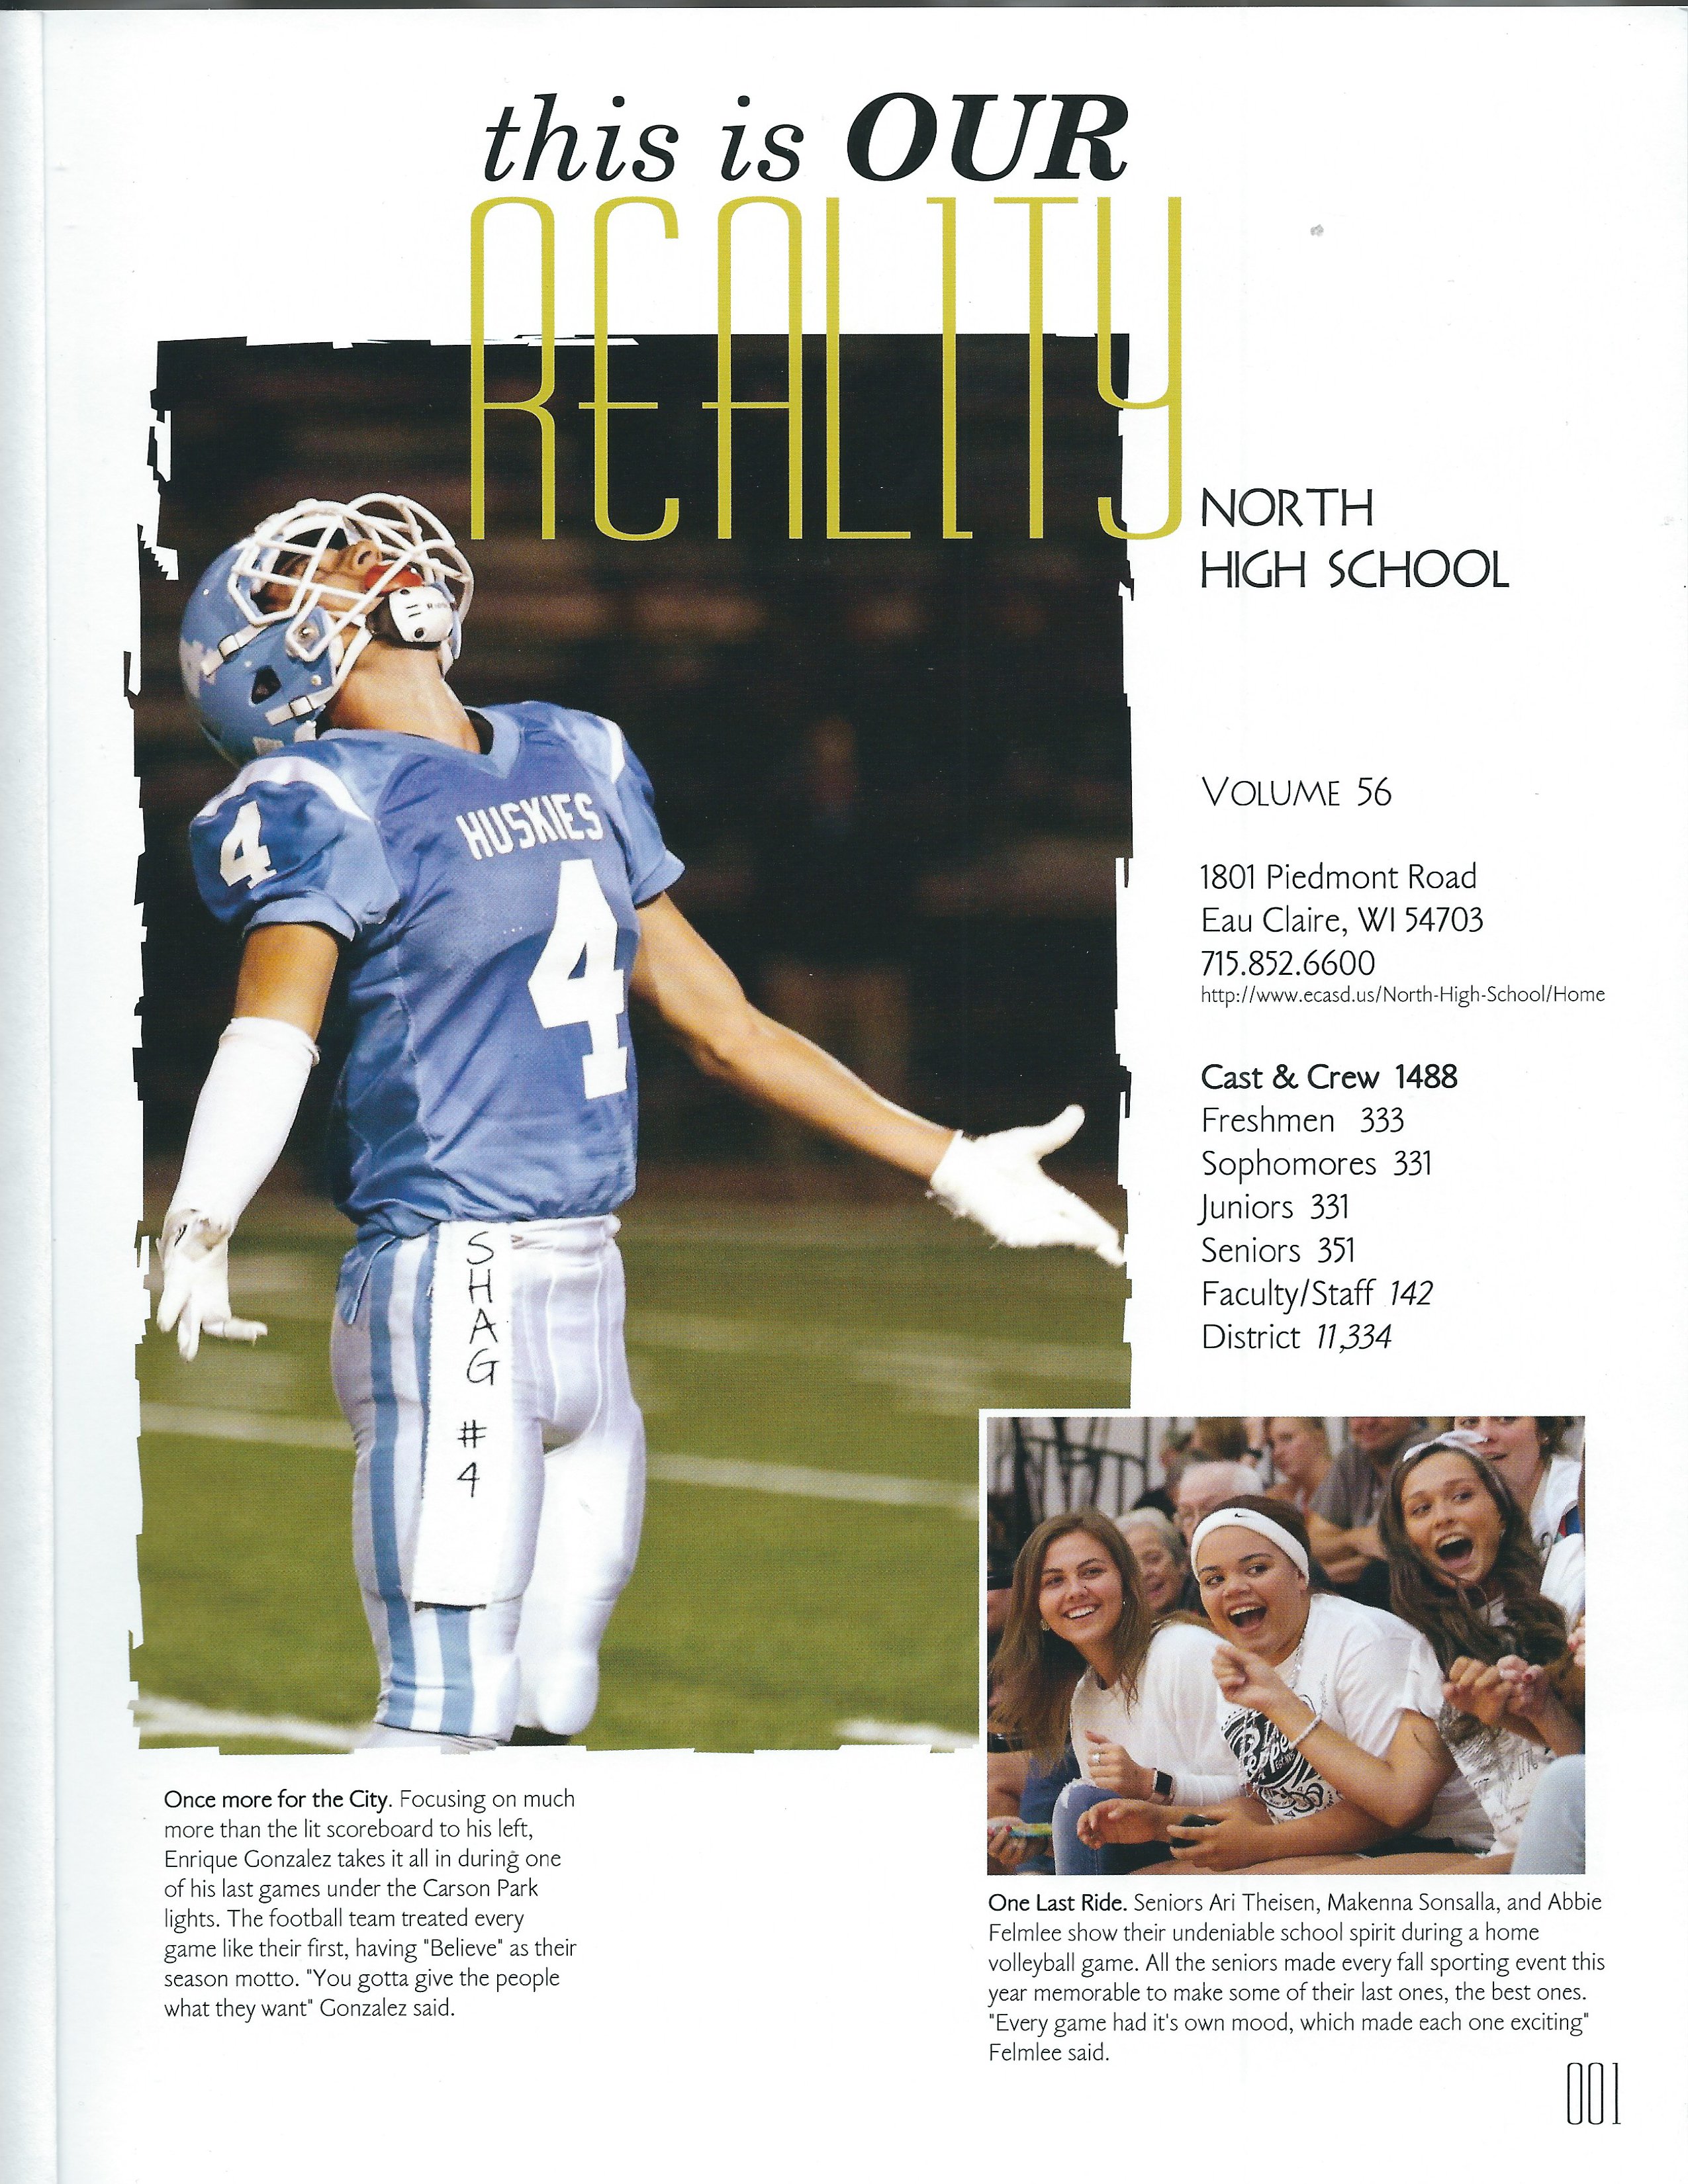 this is OUR
REALITY
NORTH
HIGH SCHOOL
VOLUME 56
1801 Piedmont Road
Eau Claire, WI 54703
715.852.6600
http://www.ecasd.us/North-High-School/Home
Cast & Crew 1488
Freshmen 333
Sophomores 331
Juniors 331
Seniors 351
Faculty/Staff 142
District 11,334
4
HUSKIES
4
S
H
A
G
#
4
Pepper
Once more for the City. Focusing on much
more than the lit scoreboard to his left,
Enrique Gonzalez takes it all in during one
of his last games under the Carson Park
lights. The football team treated every
game like their first, having "Believe" as their
season motto. "You gotta give the people
what they want" Gonzalez said.
One Last Ride. Seniors Ari Theisen, Makenna Sonsalla, and Abbie
Felmlee show their undeniable school spirit during a home
volleyball game. All the seniors made every fall sporting event this
year memorable to make some of their last ones, the best ones.
"Every game had it's own mood, which made each one exciting"
Felmlee said.
001